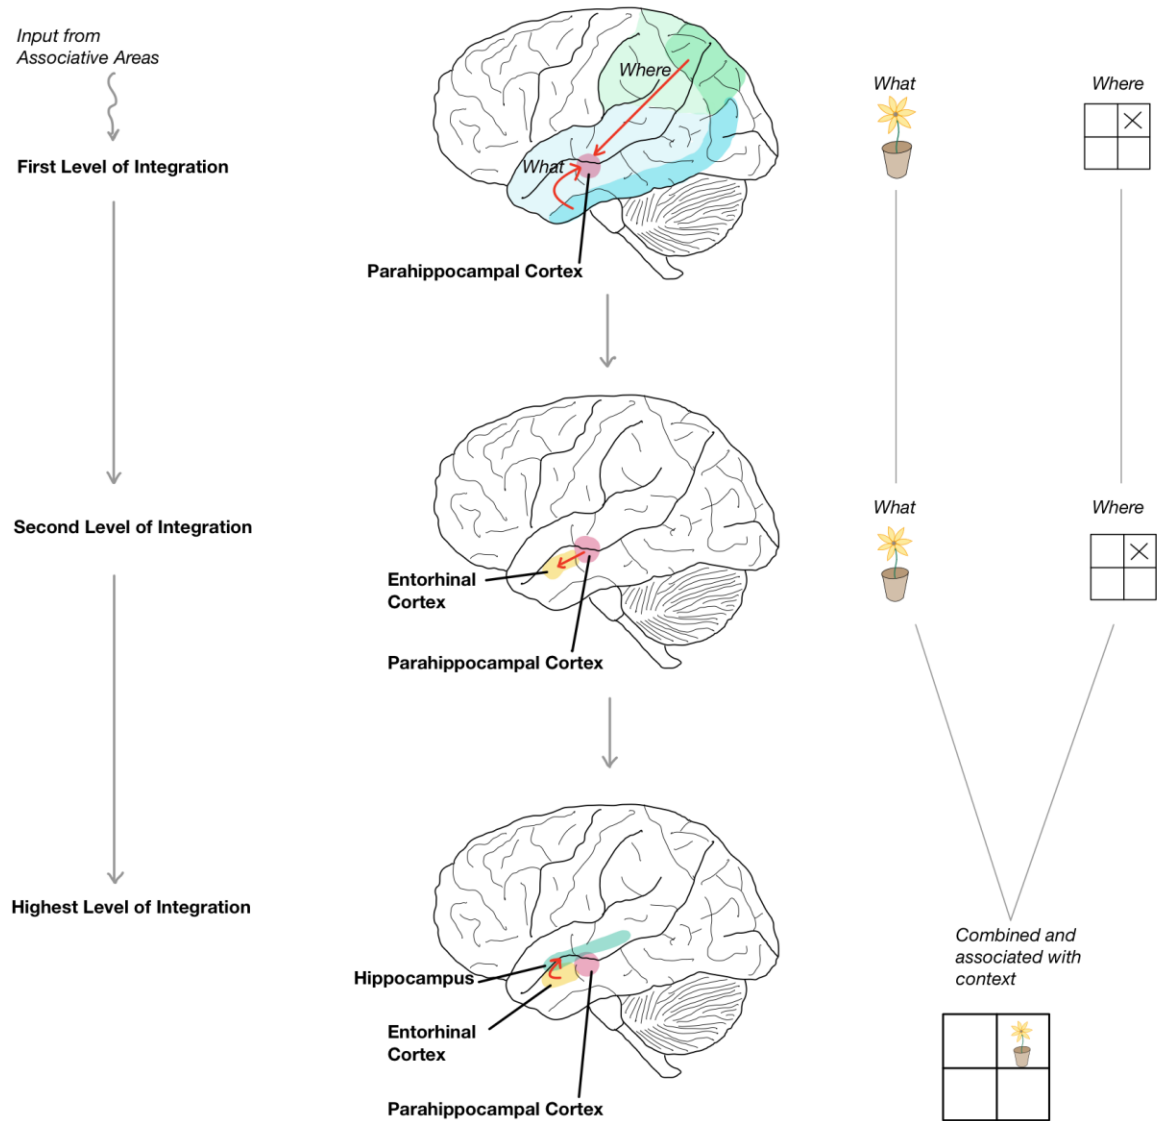 Input from
Associative Areas
First Level of Integration
Where
What
Parahippocampal Cortex
What
Where
Second Level of Integration
Entorhinal
Cortex
Parahippocampal Cortex
What
Where
Highest Level of Integration
Hippocampus
Entorhinal
Cortex
Parahippocampal Cortex
Combined and
associated with
context